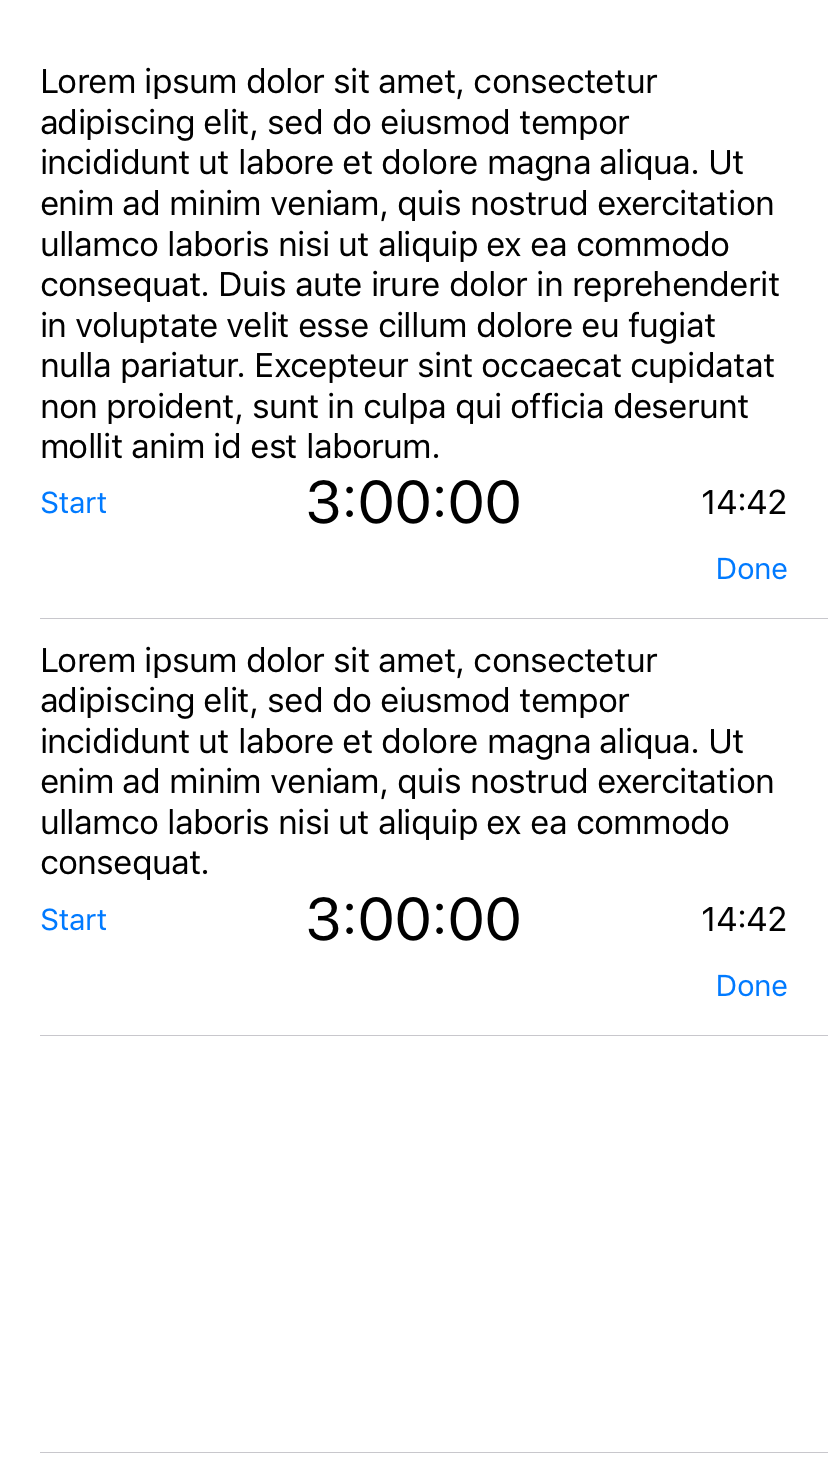 Lorem ipsum dolor sit amet, consectetur
adipiscing elit, sed do eiusmod tempor
incididunt ut labore et dolore magna aliqua. Ut
enim ad minim veniam, quis nostrud exercitation
ullamco laboris nisi ut aliquip ex ea commodo
consequat. Duis aute irure dolor in reprehenderit
in voluptate velit esse cillum dolore eu fugiat
nulla pariatur. Excepteur sint occaecat cupidatat
non proident, sunt in culpa qui officia deserunt
mollit anim id est laborum.
Start 3:00:00 14:42
Done
Lorem ipsum dolor sit amet, consectetur
adipiscing elit, sed do eiusmod tempor
incididunt ut labore et dolore magna aliqua. Ut
enim ad minim veniam, quis nostrud exercitation
ullamco laboris nisi ut aliquip ex ea commodo
consequat.
Start 3:00:00 14:42
Done